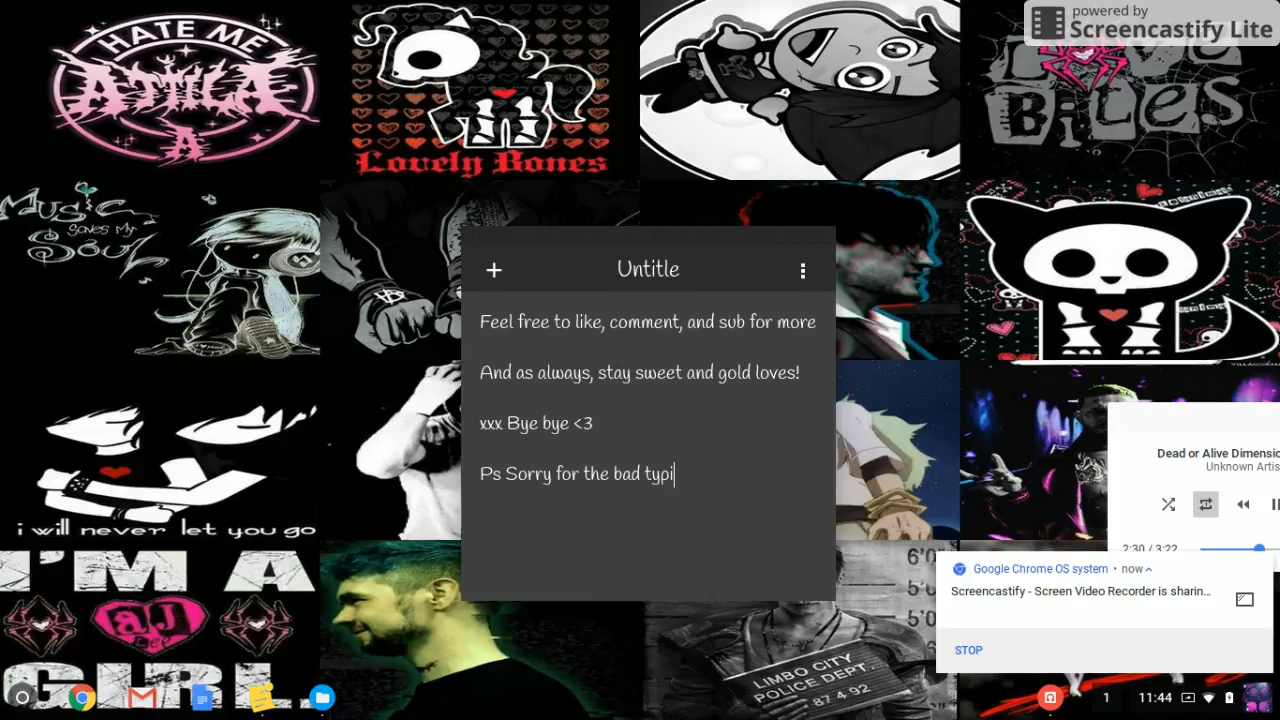 powered by
Screencastify Lite
HATE ME
ATTILA
A
Lovely Bones
BiLes
Music
Saves My
Soul
Untitle
Feel free to like, comment, and sub for more
And as always, stay sweet and gold loves!
xxx Bye bye <3
Ps Sorry for the bad typi
i will never let you go
Dead or Alive Dimensio
Unknown Artis
2:30 / 3:22
Google Chrome OS system • now
Screencastify - Screen Video Recorder is sharin...
STOP
I'M A
GIRL.
6'0"
5'0
LIMBO CITY
POLICE DEPT.
87 4 92
1
11:44